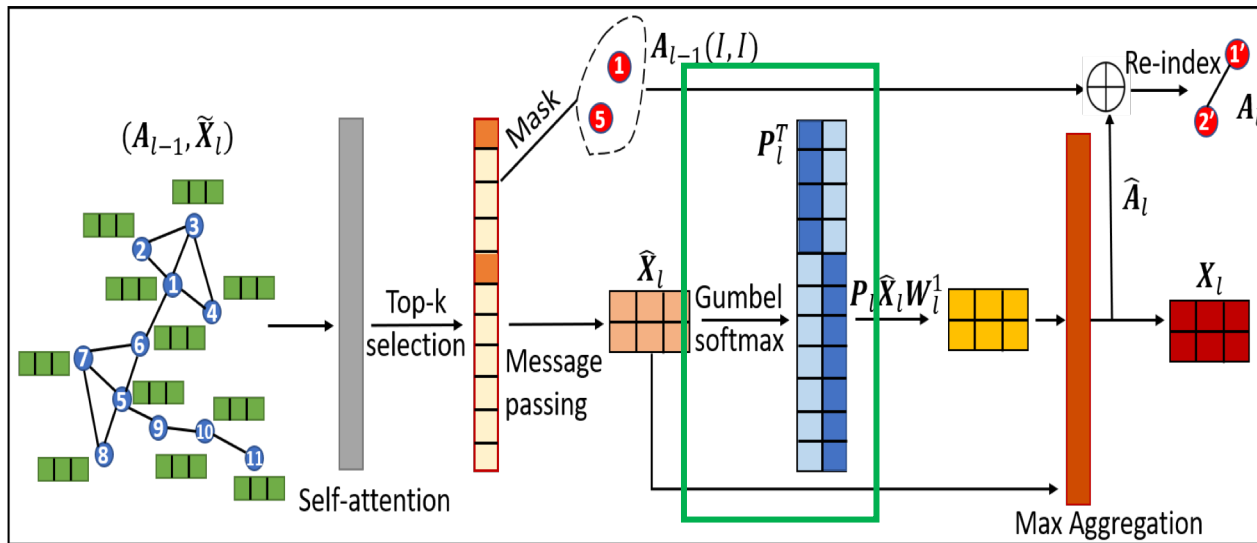 (A_{l−1}, X̃_l)
1
2
3
4
5
6
7
8
9
10
11
Self-attention
Top-k
selection
Mask
1
5
A_{l−1}(I, I)
Message
passing
X̂_l
Gumbel
softmax
P_l^T
P_l X̂_l W_l^1
Max Aggregation
Â_l
Re-index
1'
2'
X_l